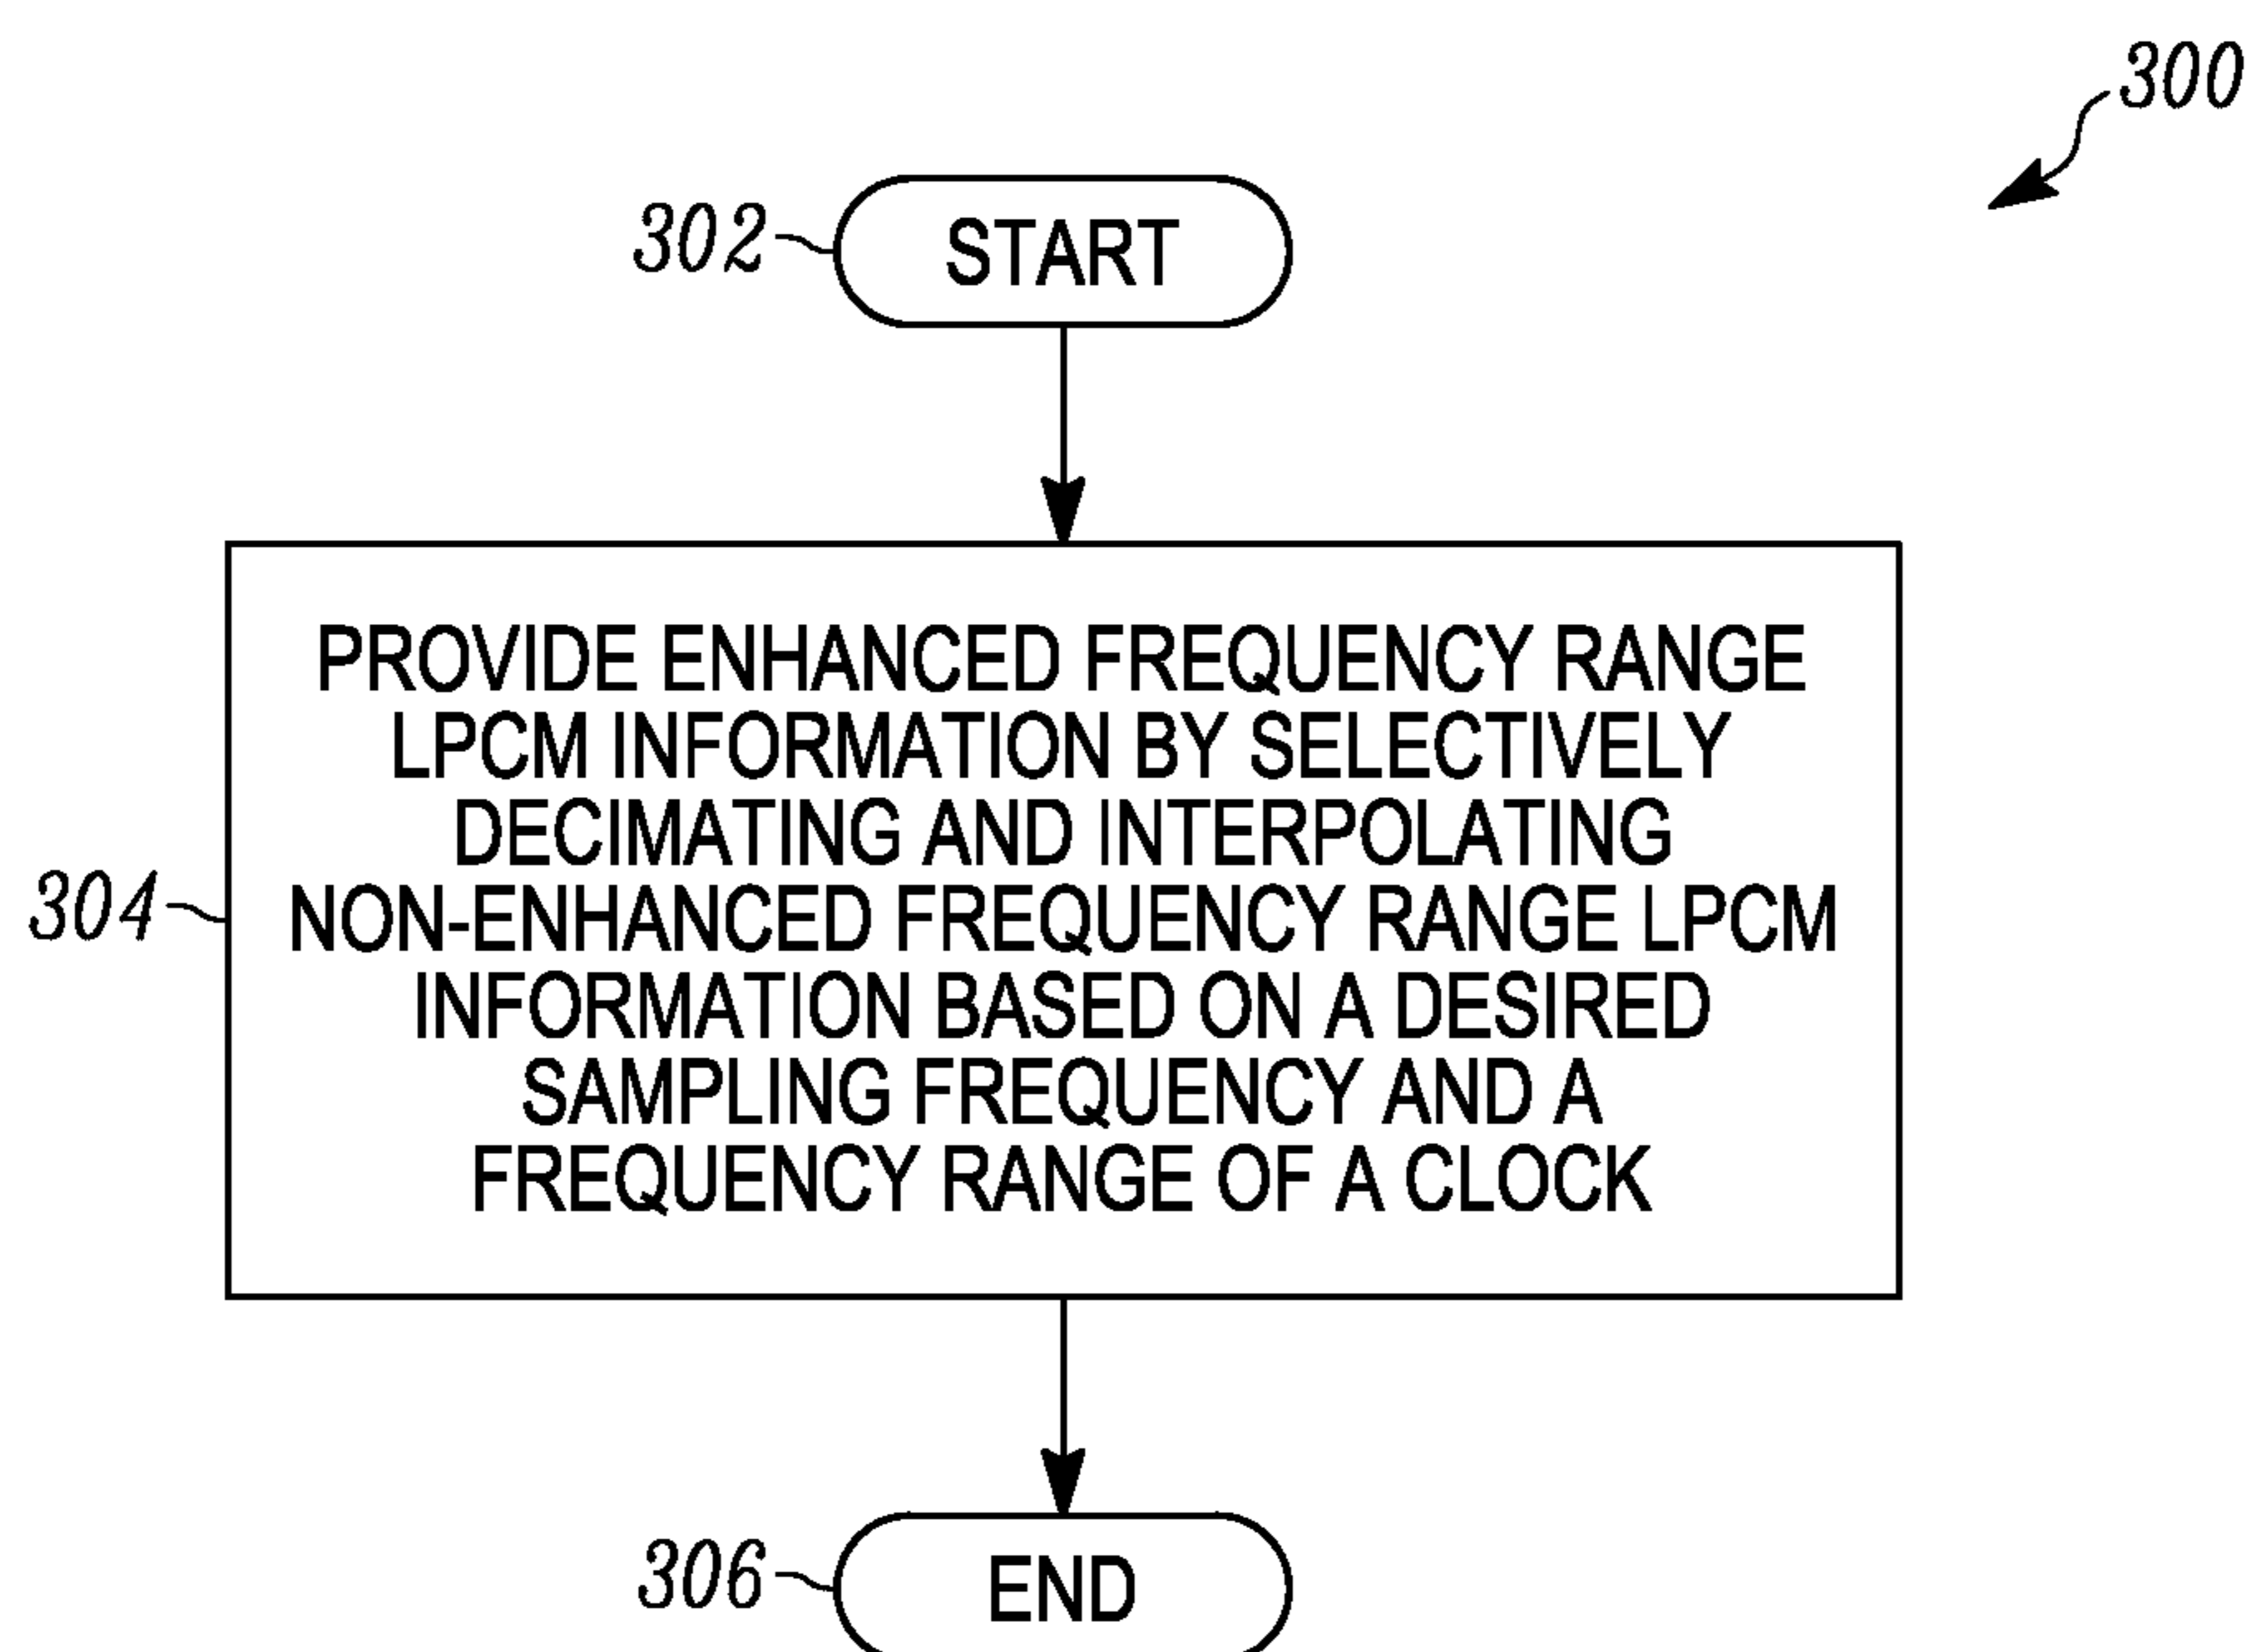 300
302
START
PROVIDE ENHANCED FREQUENCY RANGE
LPCM INFORMATION BY SELECTIVELY
DECIMATING AND INTERPOLATING
304
NON-ENHANCED FREQUENCY RANGE LPCM
INFORMATION BASED ON A DESIRED
SAMPLING FREQUENCY AND A
FREQUENCY RANGE OF A CLOCK
306
END